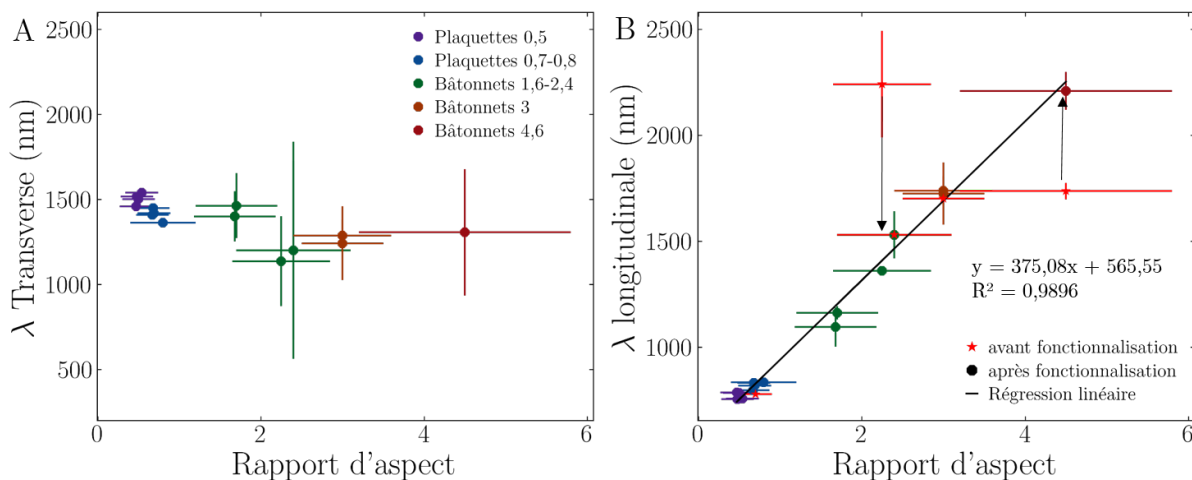 A
λ Transverse (nm)
2500
2000
1500
1000
500
0
2
4
6
Rapport d'aspect
Plaquettes 0,5
Plaquettes 0,7-0,8
Bâtonnets 1,6-2,4
Bâtonnets 3
Bâtonnets 4,6
B
λ longitudinale (nm)
2500
2000
1500
1000
0
2
4
6
Rapport d'aspect
y = 375,08x + 565,55
R² = 0,9896
avant fonctionnalisation
après fonctionnalisation
Régression linéaire